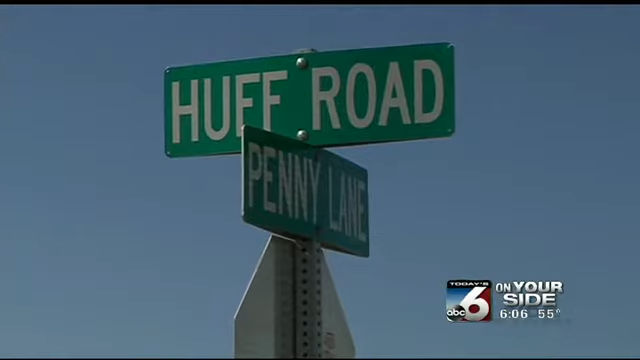 HUFF ROAD
PENNY LANE
TODAY'S
abc 6
ON YOUR
SIDE
6:06 55°